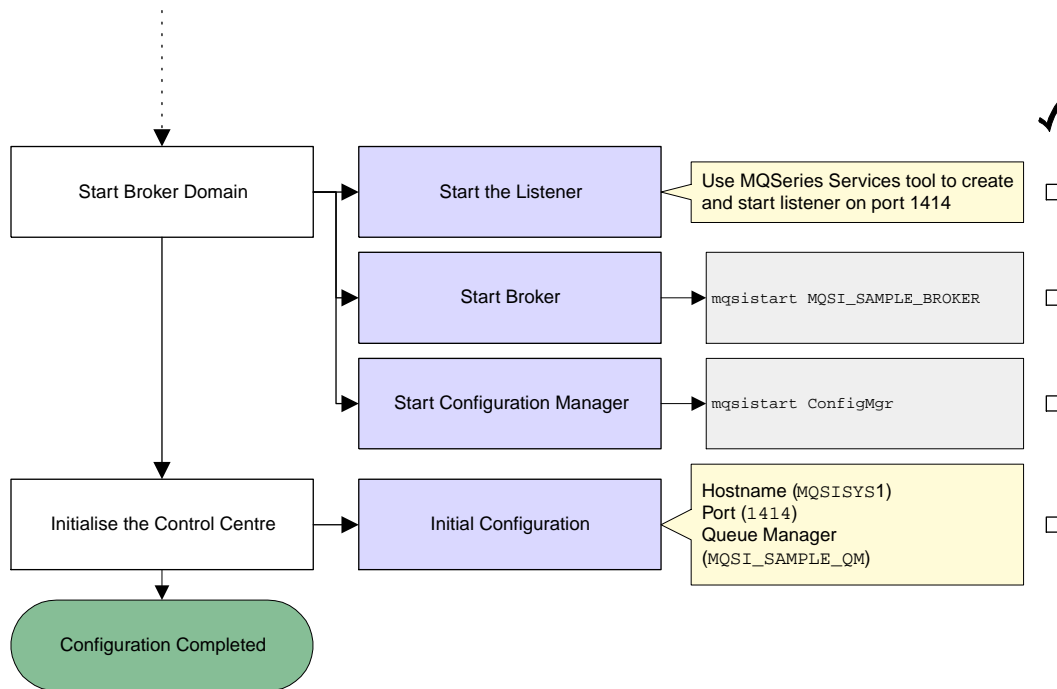 Start Broker Domain
Start the Listener
Use MQSeries Services tool to create
and start listener on port 1414
Start Broker
mqsistart MQSI_SAMPLE_BROKER
Start Configuration Manager
mqsistart ConfigMgr
Initialise the Control Centre
Initial Configuration
Hostname (MQSISYS1)
Port (1414)
Queue Manager
(MQSI_SAMPLE_QM)
Configuration Completed